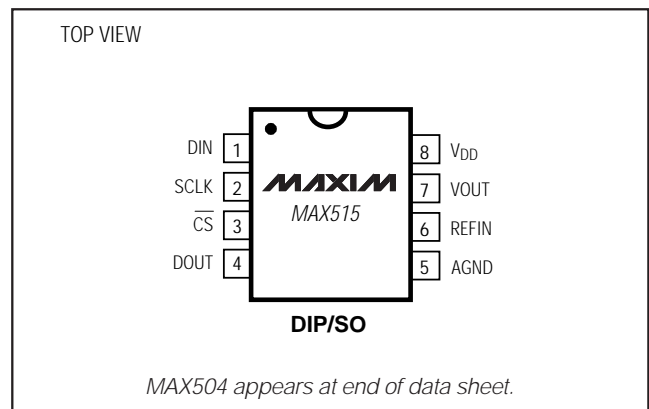 TOP VIEW
DIN 1
SCLK 2
CS 3
DOUT 4
MAXIM
MAX515
8 VDD
7 VOUT
6 REFIN
5 AGND
DIP/SO
MAX504 appears at end of data sheet.